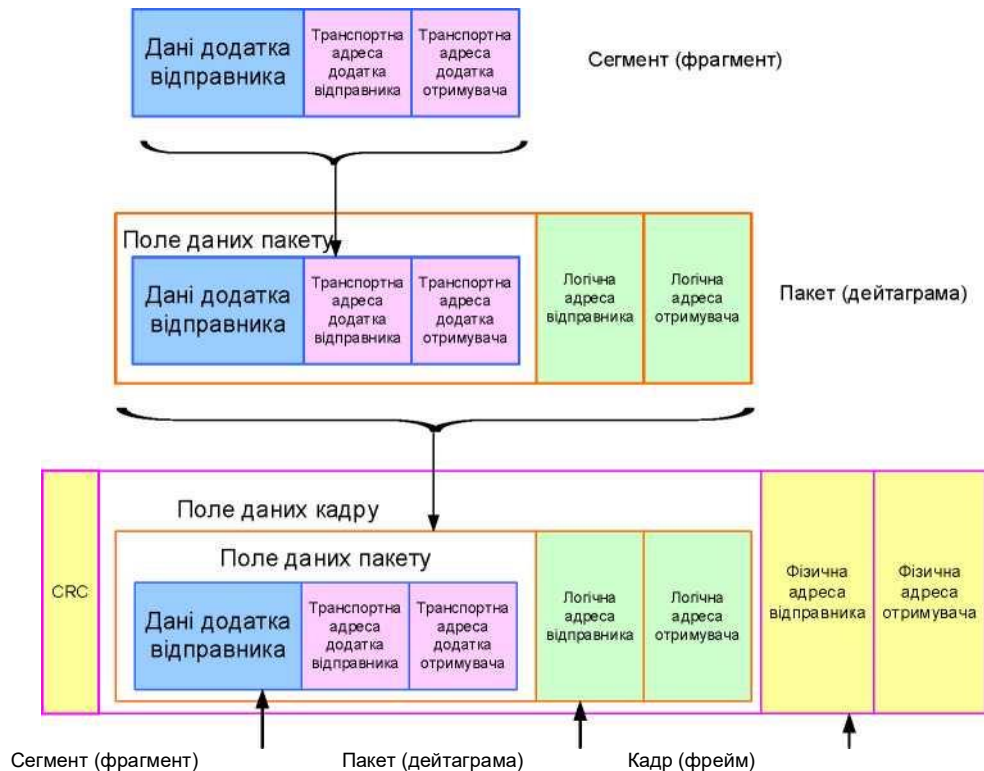 Дані додатка
відправника
Транспортна
адреса
додатка
відправника
Транспортна
адреса
додатка
отримувача
Сегмент (фрагмент)
Поле даних пакету
Дані додатка
відправника
Транспортна
адреса
додатка
відправника
Транспортна
адреса
додатка
отримувача
Логічна
адреса
відправника
Логічна
адреса
отримувача
Пакет (дейтаграма)
Поле даних кадру
Поле даних пакету
CRC
Дані додатка
відправника
Транспортна
адреса
додатка
відправника
Транспортна
адреса
додатка
отримувача
Логічна
адреса
відправника
Логічна
адреса
отримувача
Фізична
адреса
відправника
Фізична
адреса
отримувача
Сегмент (фрагмент)
Пакет (дейтаграма)
Кадр (фрейм)